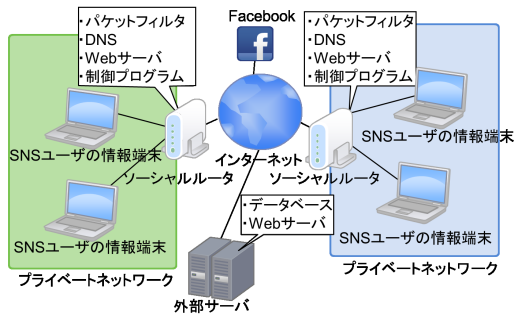 Facebook
・パケットフィルタ
・DNS
・Webサーバ
・制御プログラム
・パケットフィルタ
・DNS
・Webサーバ
・制御プログラム
SNSユーザの情報端末
SNSユーザの情報端末
インターネット
ソーシャルルータ
ソーシャルルータ
・データベース
・Webサーバ
SNSユーザの情報端末
SNSユーザの情報端末
プライベートネットワーク
プライベートネットワーク
外部サーバ